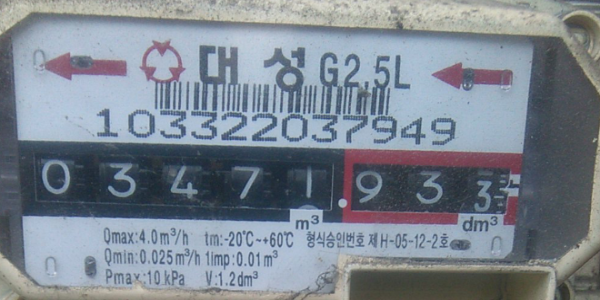 대성 G2.5L
103322037949
03471.933
m³ dm³
Qmax:4.0m³/h tm:-20℃~+60℃ 형식승인번호 제 H-05-12-2호
Qmin:0.025m³/h 1imp:0.01m³
Pmax:10kPa V:1.2dm³